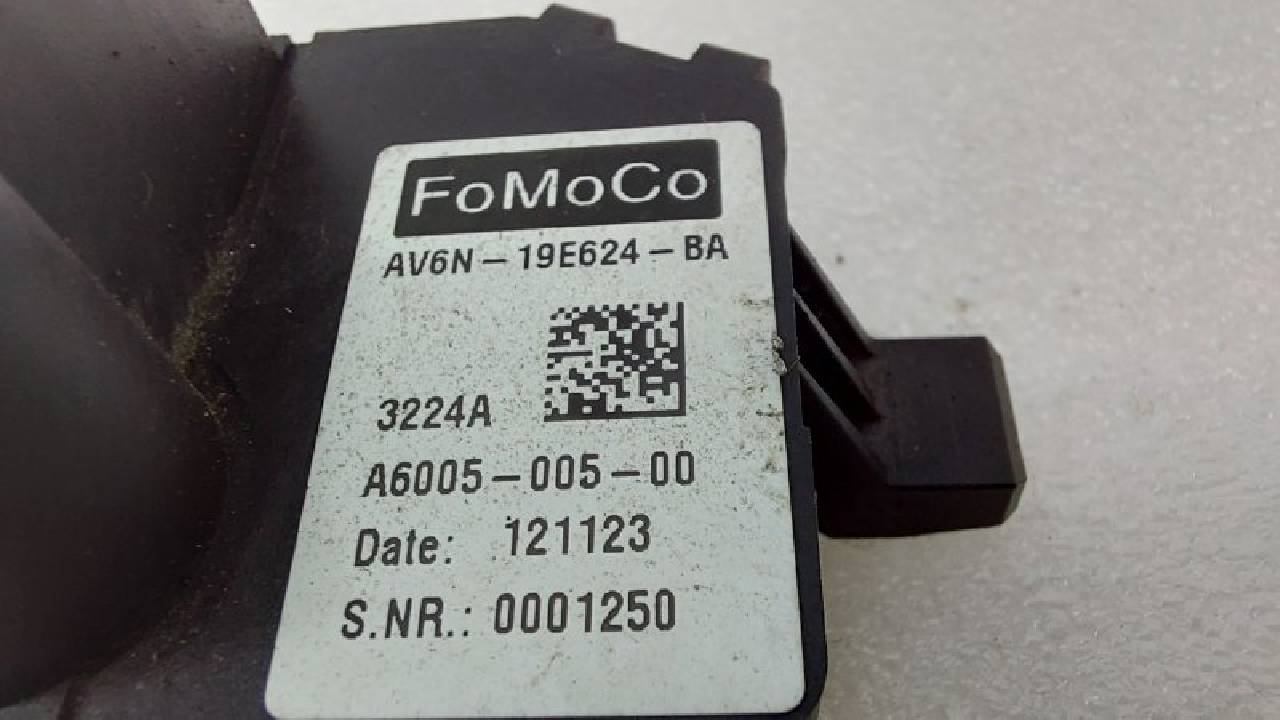 FoMoCo
AV6N-19E624-BA
3224A
A6005-005-00
Date: 121123
S.NR.: 0001250